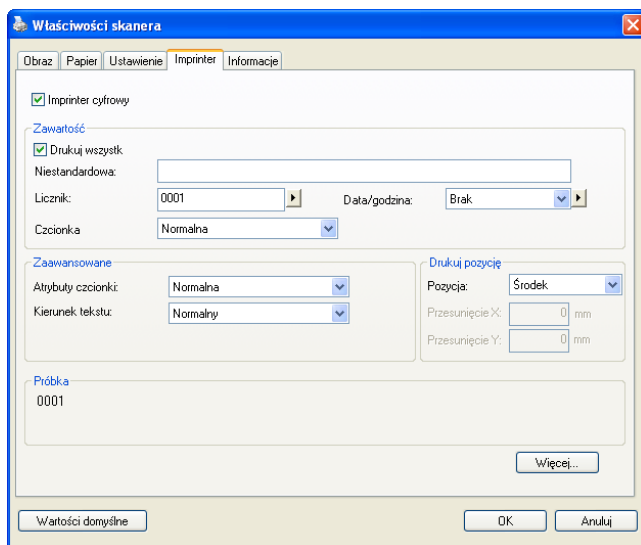 Właściwości skanera
Obraz Papier Ustawienie Imprinter Informacje
Imprinter cyfrowy
Zawartość
Drukuj wszystk
Niestandardowa:
Licznik: 0001 Data/godzina: Brak
Czcionka Normalna
Zaawansowane
Atrybuty czcionki: Normalna
Kierunek tekstu: Normalny
Drukuj pozycję
Pozycja: Środek
Przesunięcie X: 0 mm
Przesunięcie Y: 0 mm
Próbka
0001
Więcej...
Wartości domyślne OK Anuluj